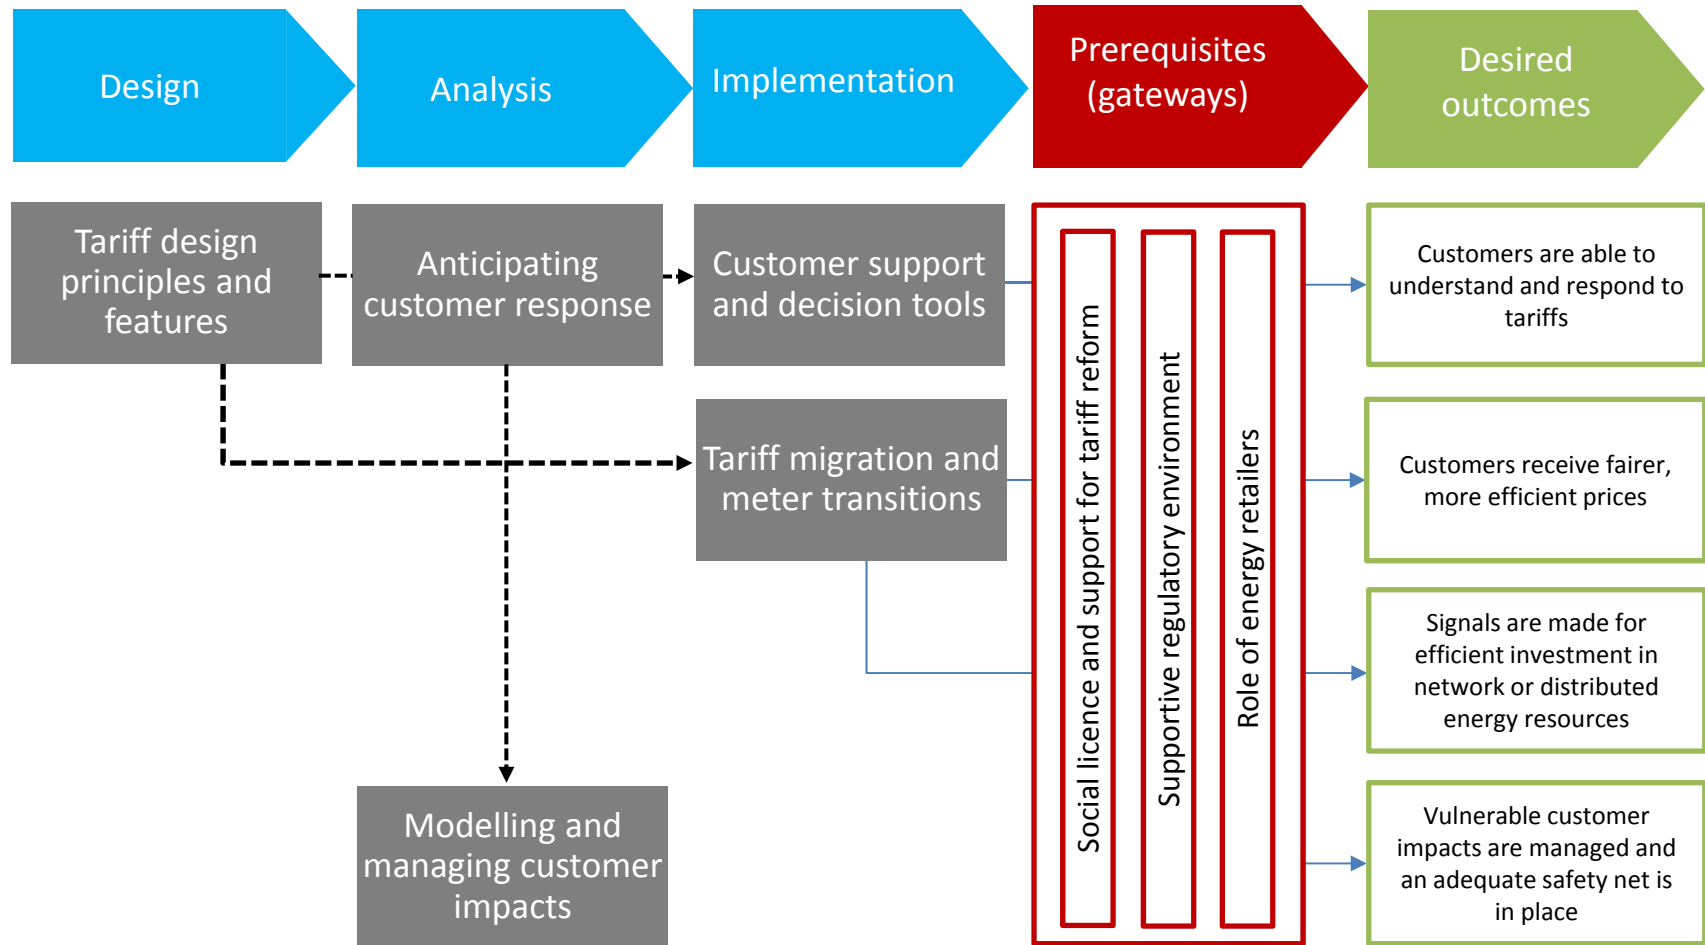 Design
Analysis
Implementation
Prerequisites
(gateways)
Desired
outcomes
Tariff design
principles and
features
Anticipating
customer response
Customer support
and decision tools
Tariff migration and
meter transitions
Modelling and
managing customer
impacts
Social licence and support for tariff reform
Supportive regulatory environment
Role of energy retailers
Customers are able to
understand and respond to
tariffs
Customers receive fairer,
more efficient prices
Signals are made for
efficient investment in
network or distributed
energy resources
Vulnerable customer
impacts are managed and
an adequate safety net is
in place